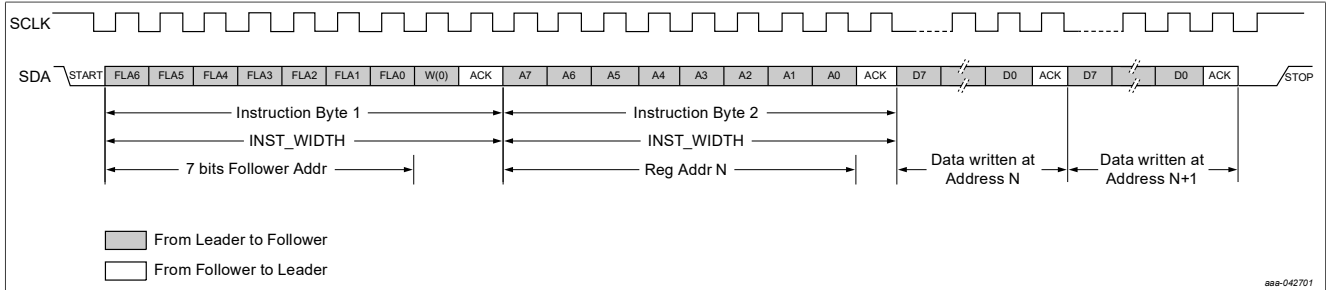 SCLK
SDA START FLA6 FLA5 FLA4 FLA3 FLA2 FLA1 FLA0 W(0) ACK A7 A6 A5 A4 A3 A2 A1 A0 ACK D7 D0 ACK D7 D0 ACK STOP
Instruction Byte 1 Instruction Byte 2
INST_WIDTH INST_WIDTH
7 bits Follower Addr Reg Addr N Data written at Data written at
Address N Address N+1
From Leader to Follower
From Follower to Leader
aaa-042701